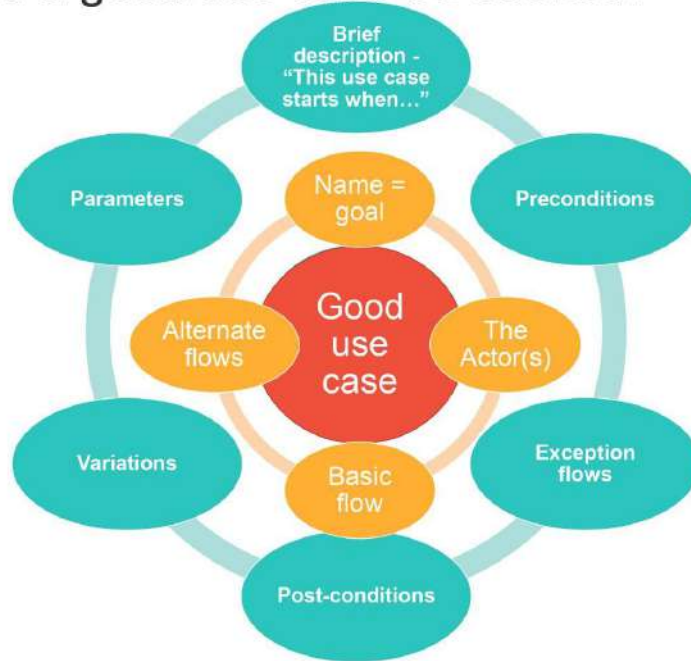 Brief
description -
“This use case
starts when…”
Parameters
Name =
goal
Preconditions
Alternate
flows
Good
use
case
The
Actor(s)
Variations
Basic
flow
Exception
flows
Post-conditions